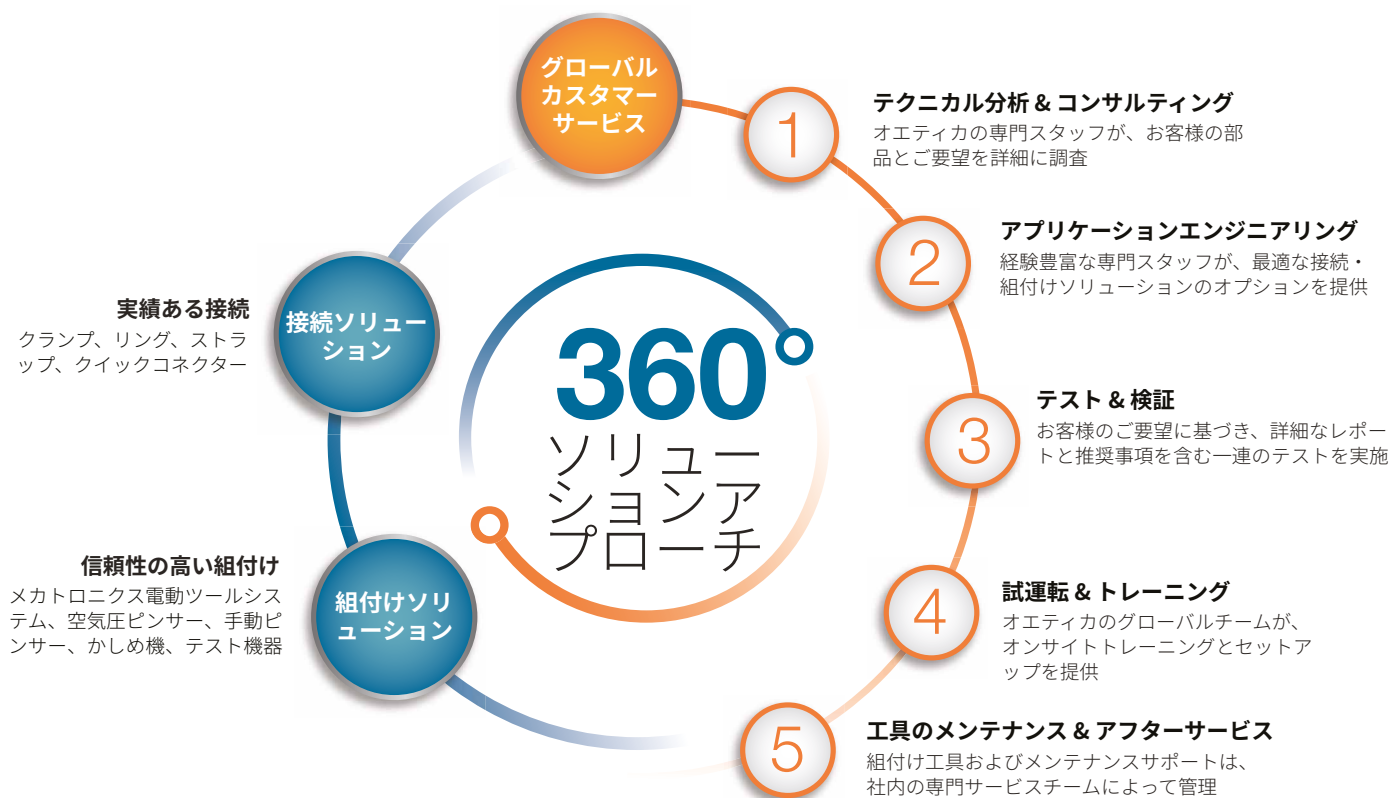 グローバル
カスタマー
サービス
1
テクニカル分析 & コンサルティング
オエティカの専門スタッフが、お客様の部
品とご要望を詳細に調査
2
アプリケーションエンジニアリング
経験豊富な専門スタッフが、最適な接続・
組付けソリューションのオプションを提供
3
テスト & 検証
お客様のご要望に基づき、詳細なレポー
トと推奨事項を含む一連のテストを実施
4
試運転 & トレーニング
オエティカのグローバルチームが、
オンサイトトレーニングとセットア
ップを提供
5
工具のメンテナンス & アフターサービス
組付け工具およびメンテナンスサポートは、
社内の専門サービスチームによって管理
組付けソリ
ューション
信頼性の高い組付け
メカトロニクス電動ツールシス
テム、空気圧ピンサー、手動ピ
ンサー、かしめ機、テスト機器
接続ソリュー
ション
実績ある接続
クランプ、リング、ストラ
ップ、クイックコネクター
360°
ソリュー
ションア
プローチ